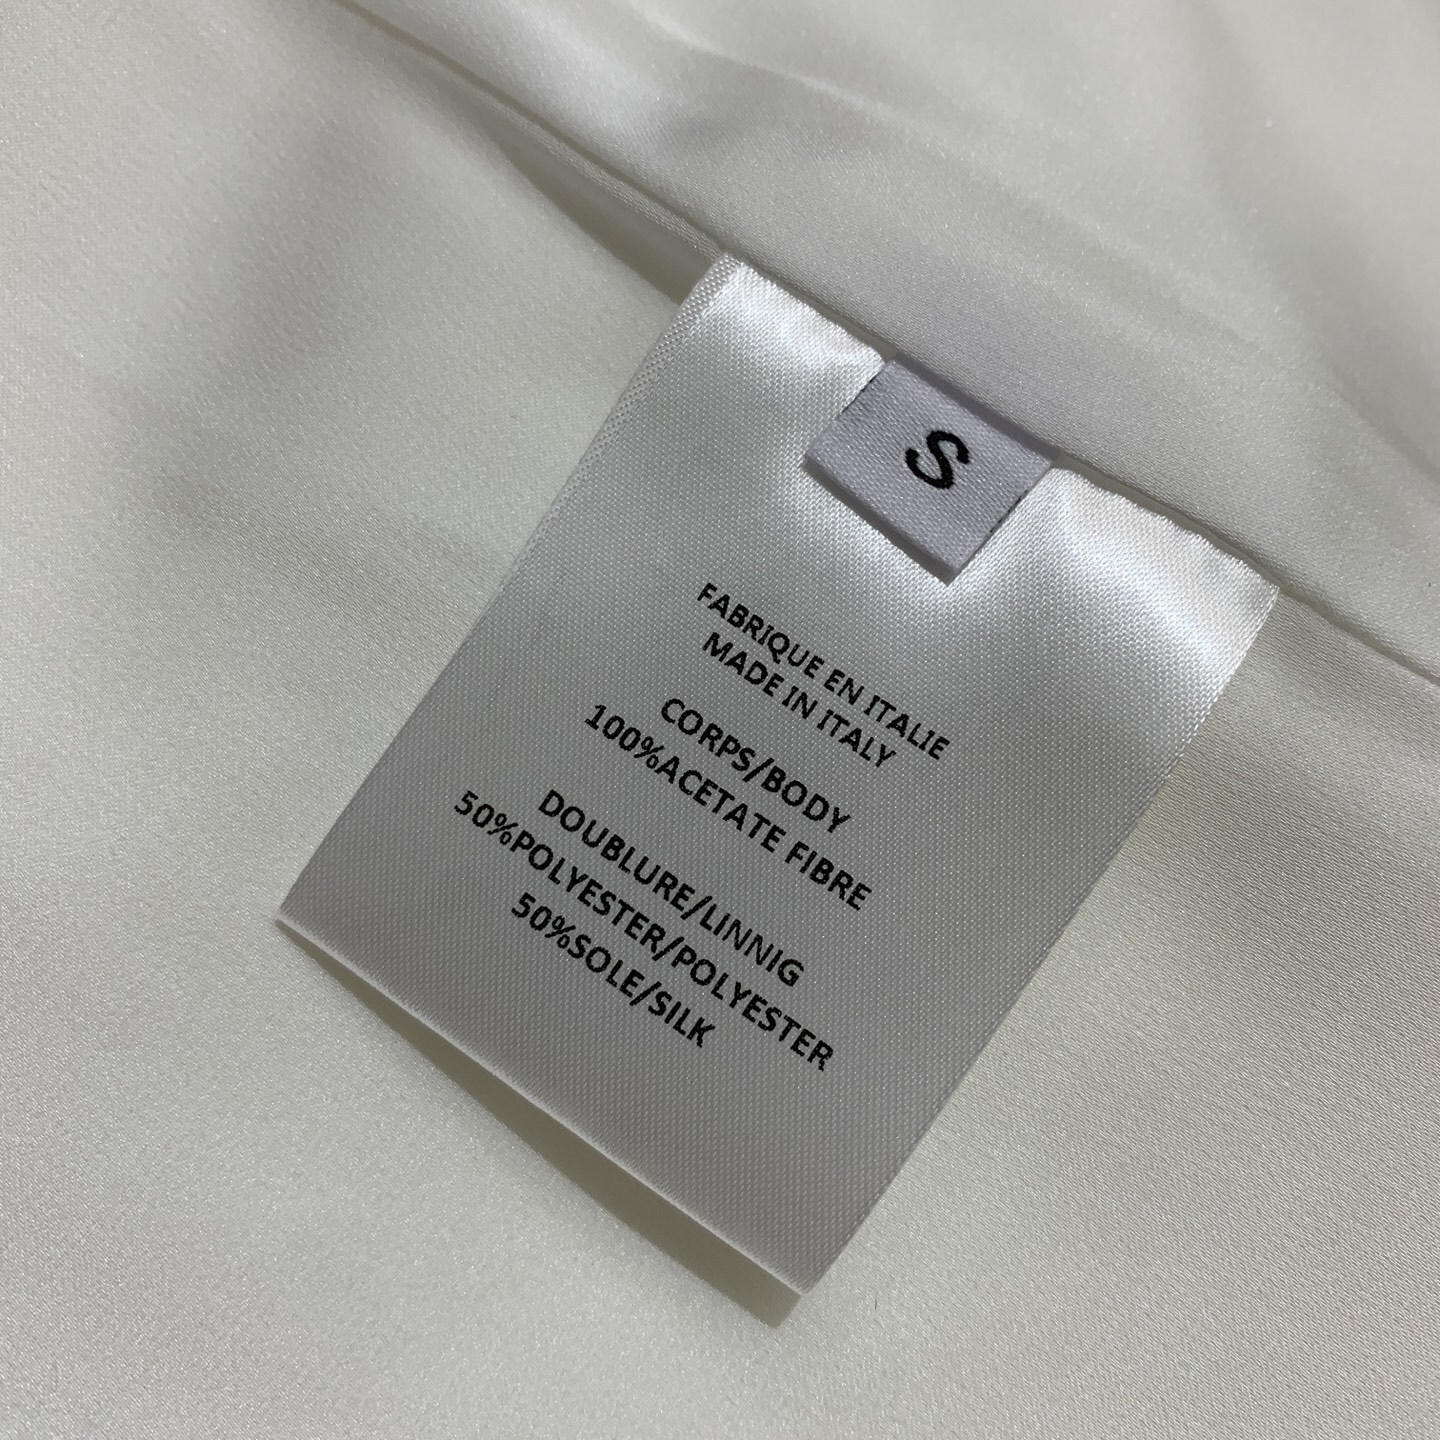 S
FABRIQUE EN ITALIE
MADE IN ITALY
CORPS/BODY
100%ACETATE FIBRE
DOUBLURE/LINNIG
50%POLYESTER/POLYESTER
50%SOLE/SILK